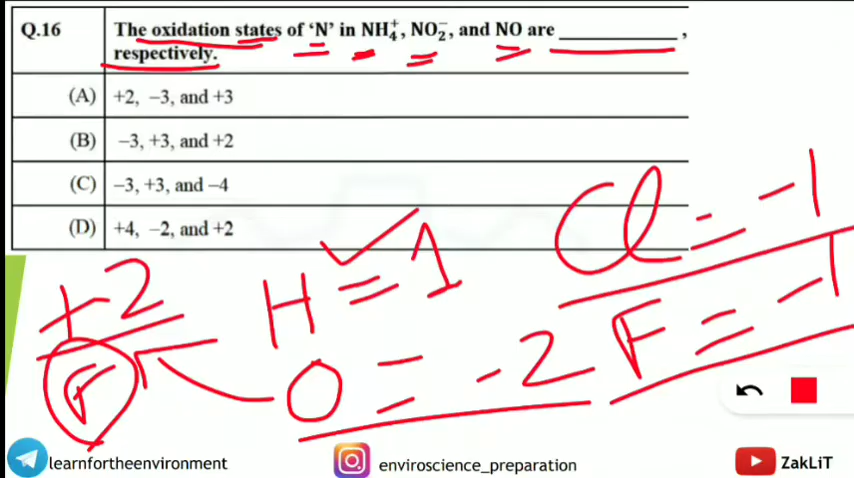 Q.16 The oxidation states of ‘N’ in NH₄⁺, NO₂⁻, and NO are ____________,
respectively.
(A) +2, −3, and +3
(B) −3, +3, and +2
(C) −3, +3, and −4
(D) +4, −2, and +2
Cl = -1
+2 H = 1
F = -1
F O = -2
learnfortheenvironment enviroscience_preparation ZakLiT